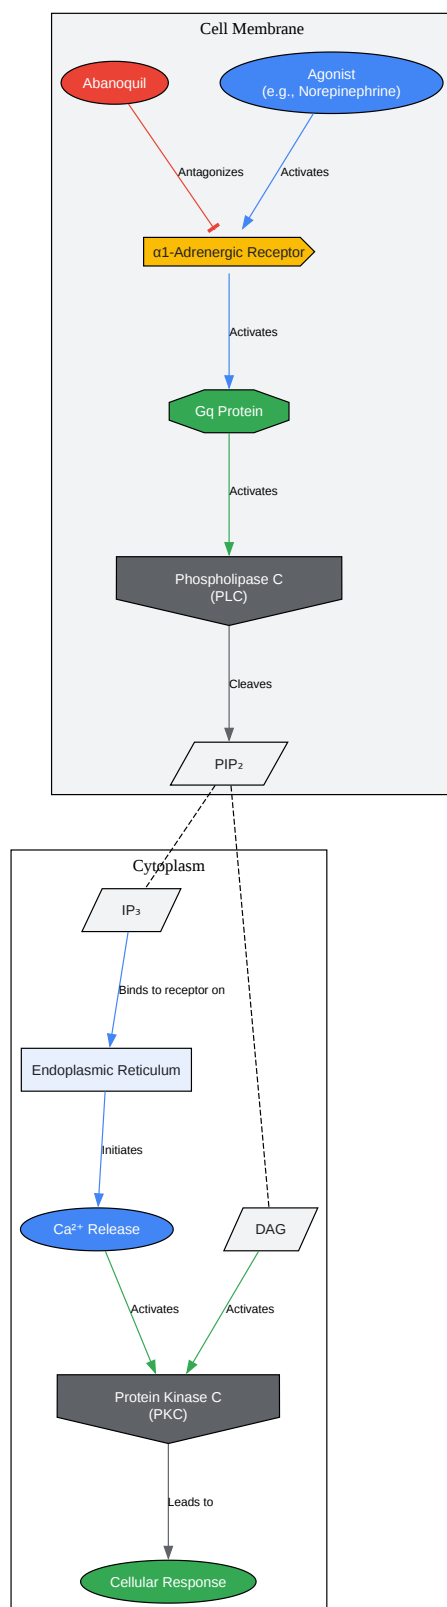 Cell Membrane
Abanoquil
Agonist
(e.g., Norepinephrine)
Antagonizes
Activates
α1-Adrenergic Receptor
Activates
Gq Protein
Activates
Phospholipase C
(PLC)
Cleaves
PIP₂
Cytoplasm
IP₃
Binds to receptor on
Endoplasmic Reticulum
Initiates
Ca²⁺ Release
DAG
Activates
Activates
Protein Kinase C
(PKC)
Leads to
Cellular Response